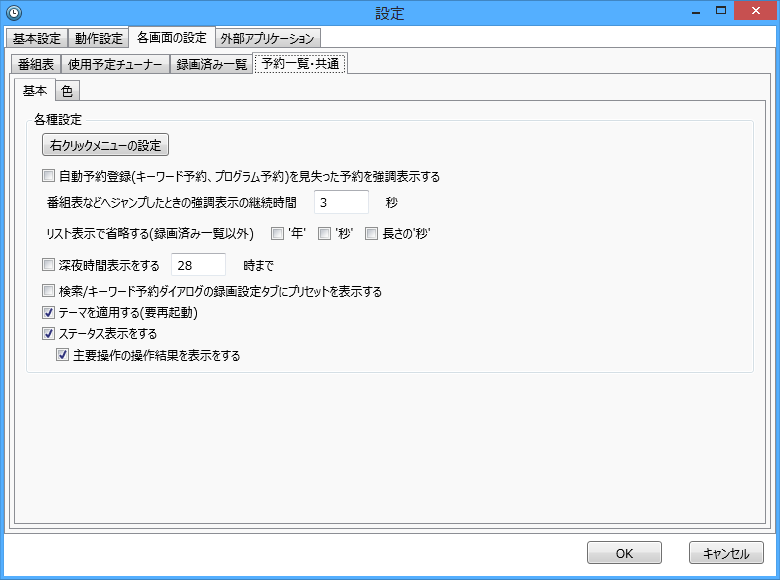 設定
基本設定 動作設定 各画面の設定 外部アプリケーション
番組表 使用予定チューナー 録画済み一覧 予約一覧・共通
基本 色
各種設定
右クリックメニューの設定
自動予約登録(キーワード予約、プログラム予約)を見失った予約を強調表示する
番組表などへジャンプしたときの強調表示の継続時間 3 秒
リスト表示で省略する(録画済み一覧以外) '年' '秒' 長さの'秒'
深夜時間表示をする 28 時まで
検索/キーワード予約ダイアログの録画設定タブにプリセットを表示する
テーマを適用する(要再起動)
ステータス表示をする
主要操作の操作結果を表示をする
OK キャンセル